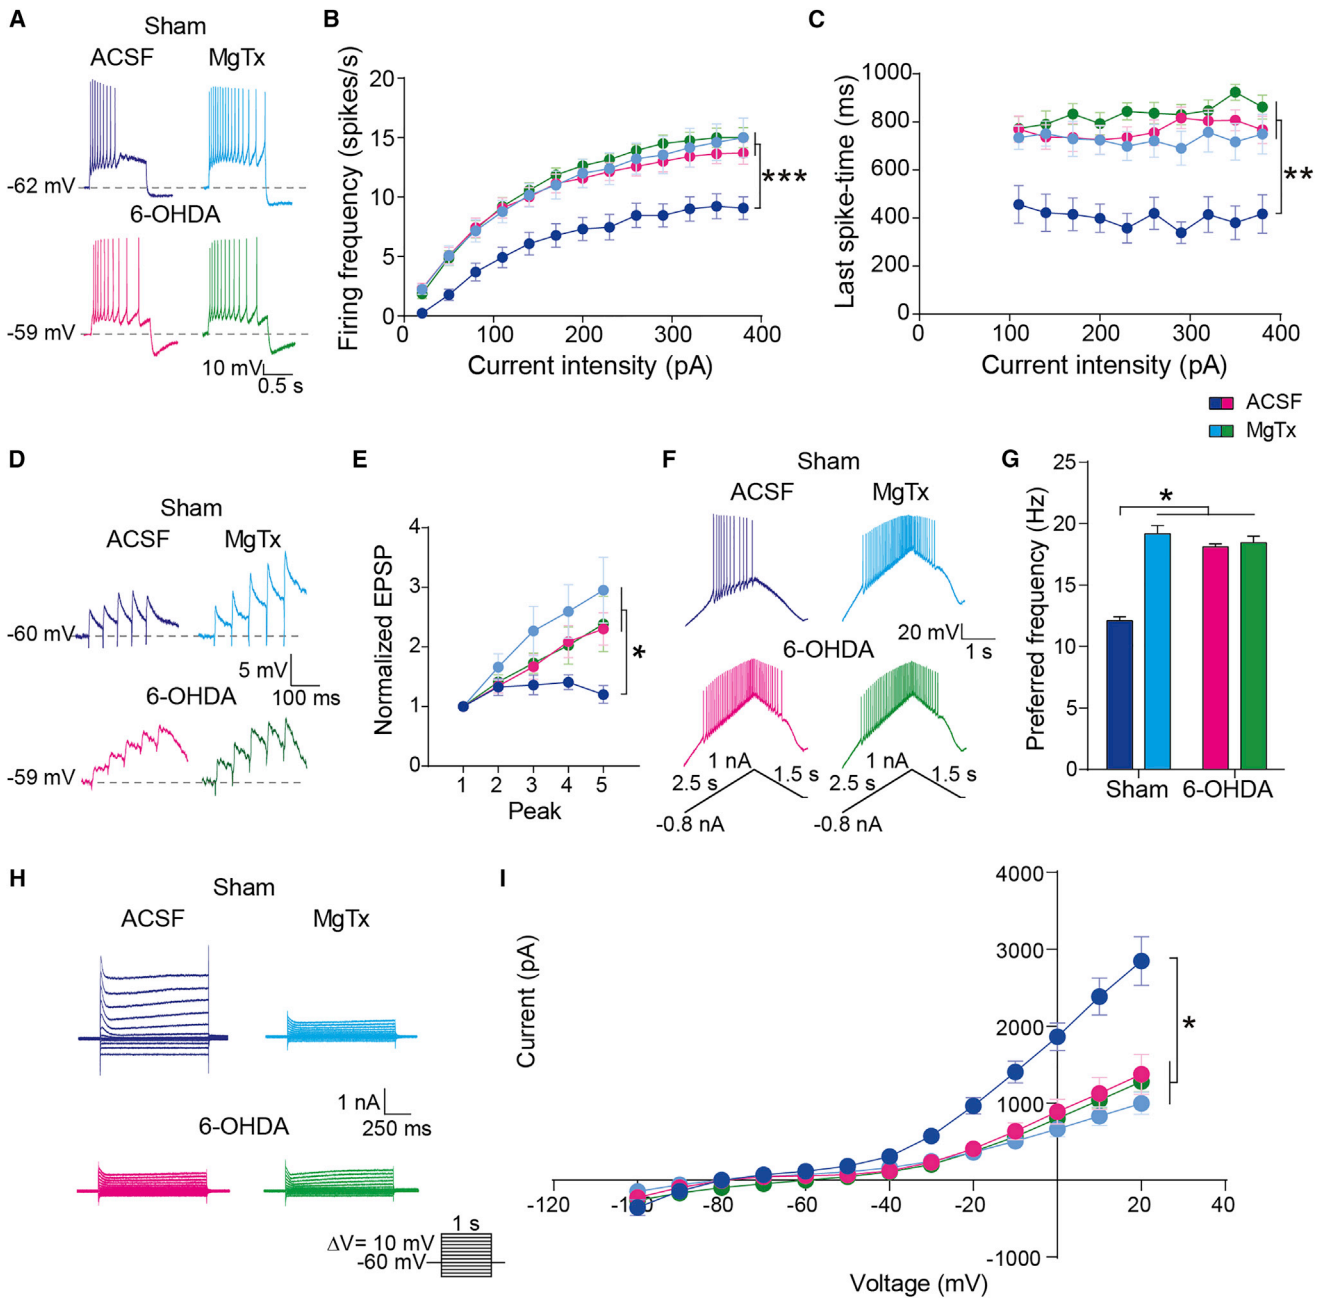 A
Sham
ACSF MgTx
-62 mV
6-OHDA
-59 mV
10 mV
0.5 s
B
Firing frequency (spikes/s)
20
15
10
5
0
0 100 200 300 400
Current intensity (pA)
***
C
Last spike-time (ms)
1000
800
600
400
200
0
0 100 200 300 400
Current intensity (pA)
**
ACSF
MgTx
D
Sham
ACSF MgTx
-60 mV
5 mV
100 ms
6-OHDA
-59 mV
E
Normalized EPSP
4
3
2
1
0
1 2 3 4 5
Peak
*
F
Sham
ACSF MgTx
20 mV
1 s
6-OHDA
1 nA 1 nA
2.5 s 1.5 s 2.5 s 1.5 s
-0.8 nA -0.8 nA
G
Preferred frequency (Hz)
25
20
15
10
5
0
*
Sham 6-OHDA
H
Sham
ACSF MgTx
1 nA
250 ms
6-OHDA
1 s
ΔV= 10 mV
-60 mV
I
Current (pA)
4000
3000
2000
1000
-1000
-120 -100 -80 -60 -40 -20 20 40
Voltage (mV)
*